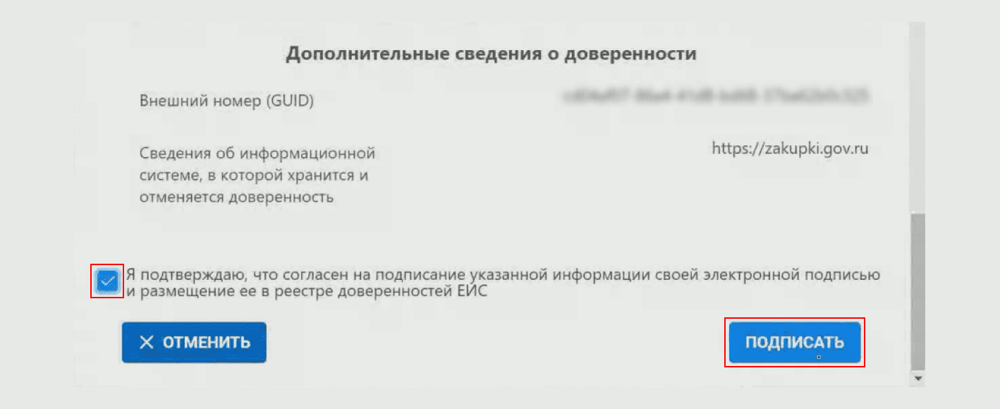 Дополнительные сведения о доверенности
Внешний номер (GUID)
Сведения об информационной
системе, в которой хранится и
отменяется доверенность
https://zakupki.gov.ru
Я подтверждаю, что согласен на подписание указанной информации своей электронной подписью
и размещение ее в реестре доверенностей ЕИС
ОТМЕНИТЬ
ПОДПИСАТЬ